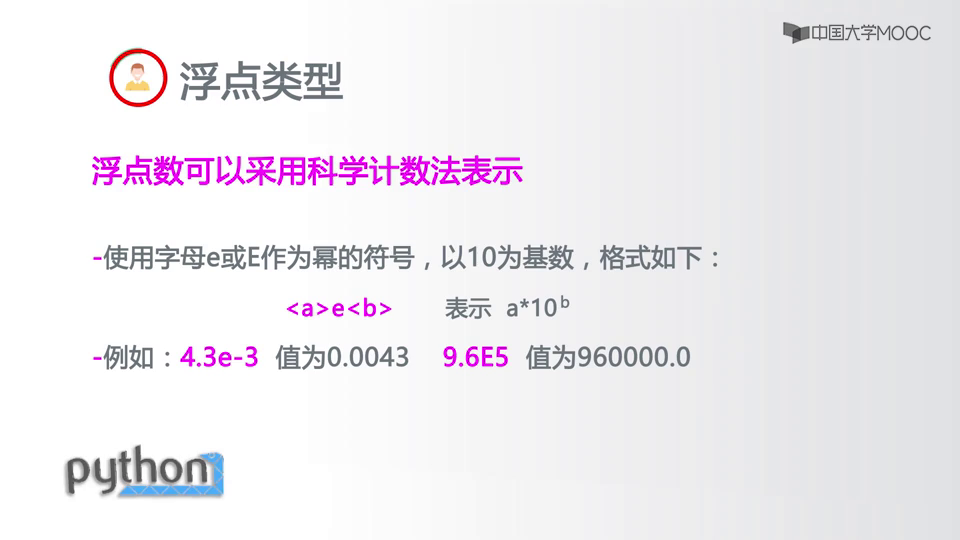 中国大学MOOC
浮点类型
浮点数可以采用科学计数法表示
-使用字母e或E作为幂的符号，以10为基数，格式如下：
<a>e<b> 表示 a*10ᵇ
-例如：4.3e-3 值为0.0043 9.6E5 值为960000.0
python